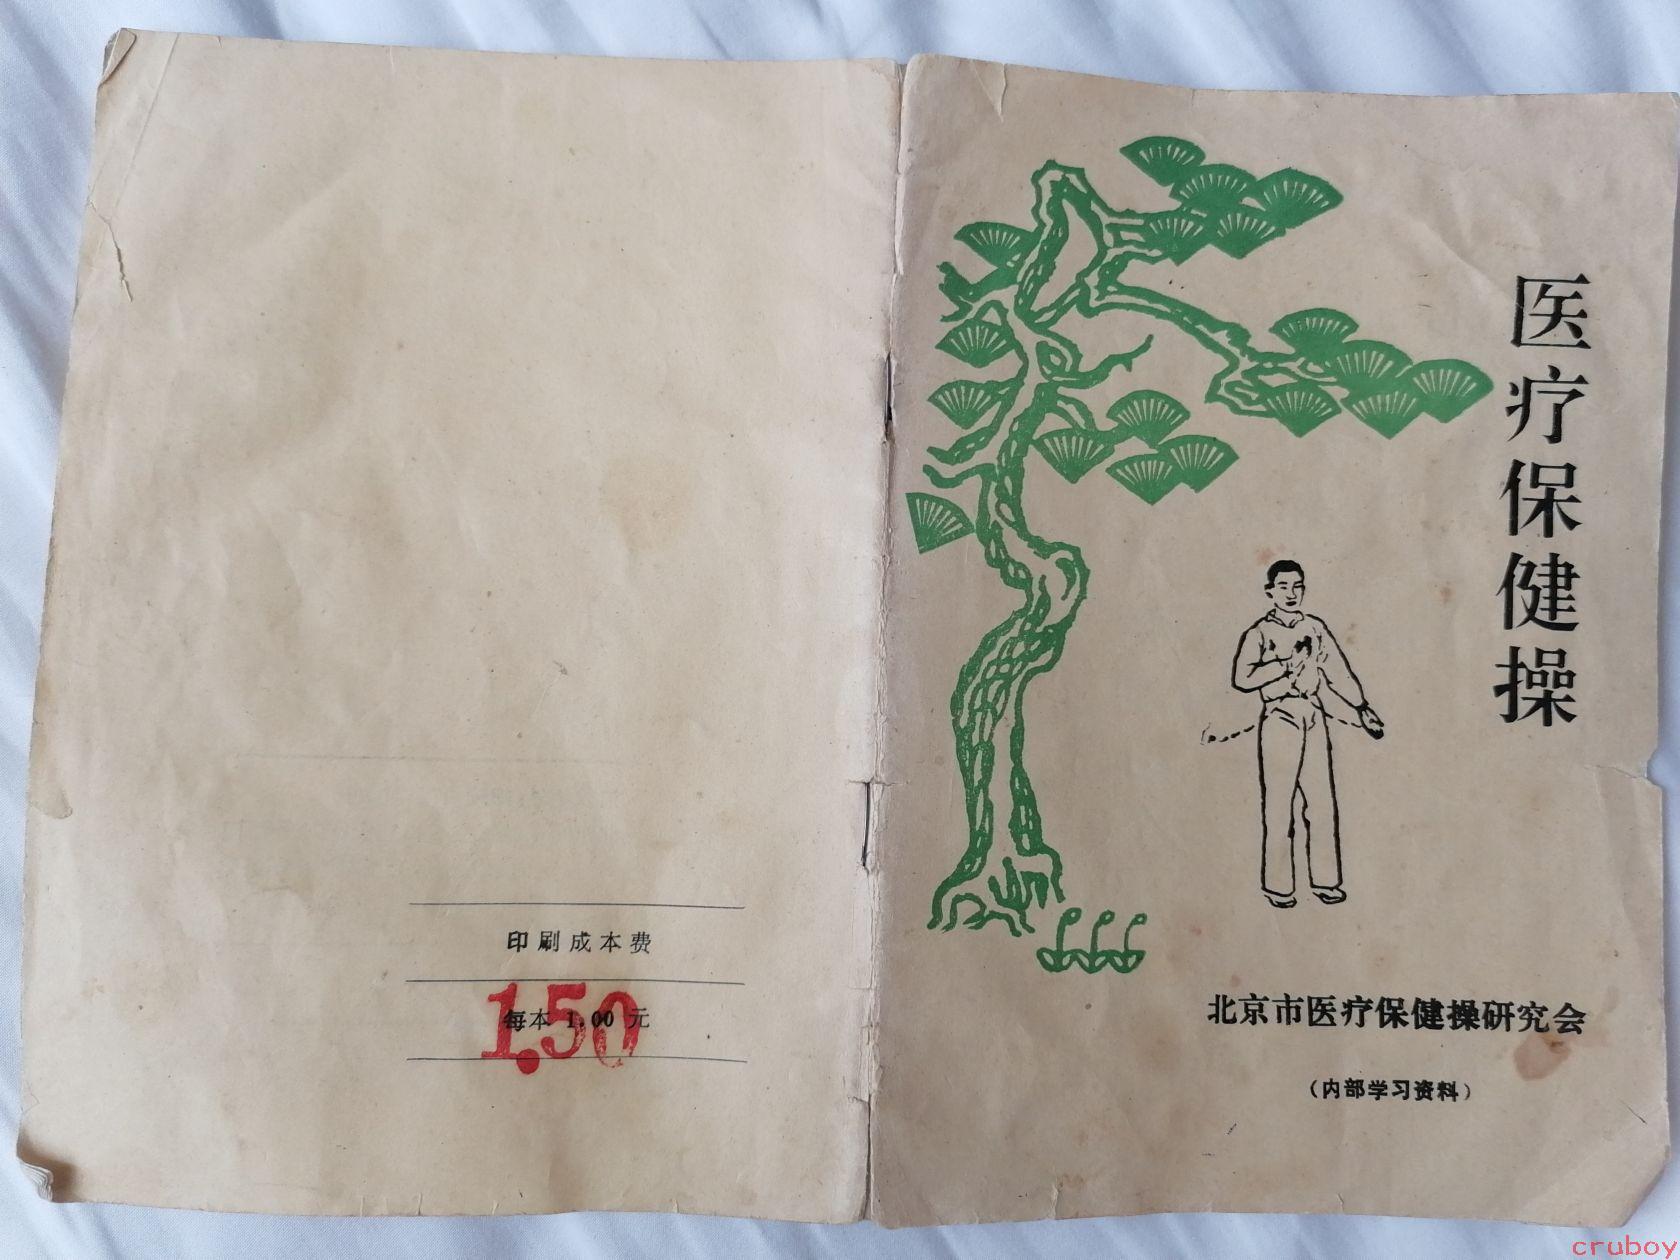 医疗保健操
北京市医疗保健操研究会
（内部学习资料）
印刷成本费
每本 1.00 元
1.50
cruboy